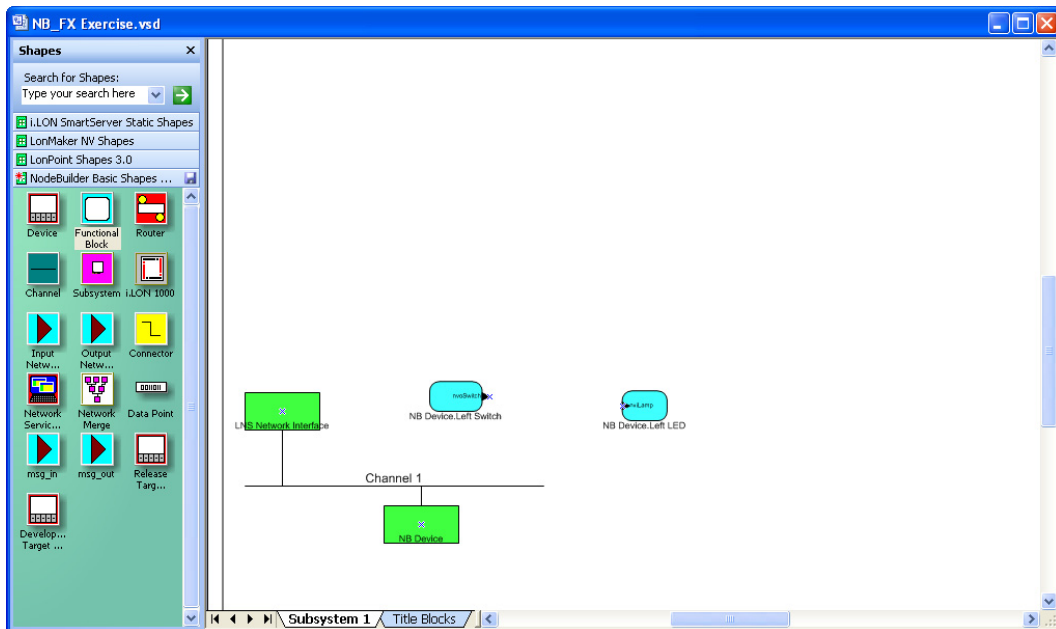 NB_FX Exercise.vsd
Shapes
Search for Shapes:
Type your search here
i.LON SmartServer Static Shapes
LonMaker NV Shapes
LonPoint Shapes 3.0
NodeBuilder Basic Shapes ...
Device
Functional Block
Router
Channel
Subsystem
i.LON 1000
Input Netw...
Output Netw...
Connector
Network Servic...
Network Merge
Data Point
msg_in
msg_out
Release Targ...
Develop... Target ...
nvoSwitch
NB Device.Left Switch
nviLamp
NB Device.Left LED
LNS Network Interface
Channel 1
NB Device
Subsystem 1
Title Blocks